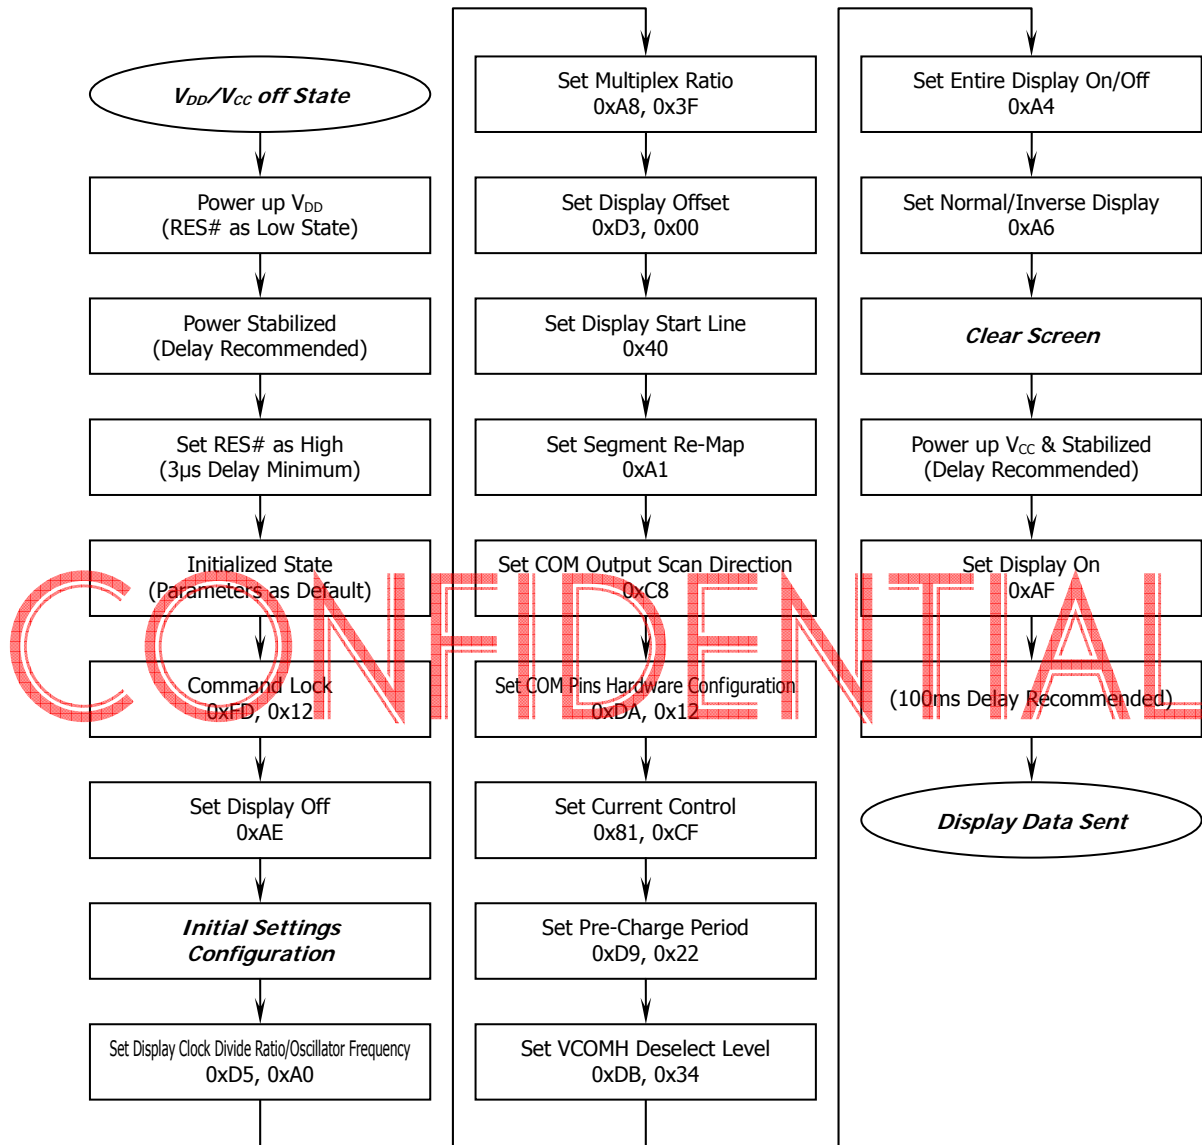 V_DD/V_CC off State
Power up V_DD
(RES# as Low State)
Power Stabilized
(Delay Recommended)
Set RES# as High
(3µs Delay Minimum)
Initialized State
(Parameters as Default)
Command Lock
0xFD, 0x12
Set Display Off
0xAE
Initial Settings
Configuration
Set Display Clock Divide Ratio/Oscillator Frequency
0xD5, 0xA0
Set Multiplex Ratio
0xA8, 0x3F
Set Display Offset
0xD3, 0x00
Set Display Start Line
0x40
Set Segment Re-Map
0xA1
Set COM Output Scan Direction
0xC8
Set COM Pins Hardware Configuration
0xDA, 0x12
Set Current Control
0x81, 0xCF
Set Pre-Charge Period
0xD9, 0x22
Set VCOMH Deselect Level
0xDB, 0x34
Set Entire Display On/Off
0xA4
Set Normal/Inverse Display
0xA6
Clear Screen
Power up V_CC & Stabilized
(Delay Recommended)
Set Display On
0xAF
(100ms Delay Recommended)
Display Data Sent
CONFIDENTIAL